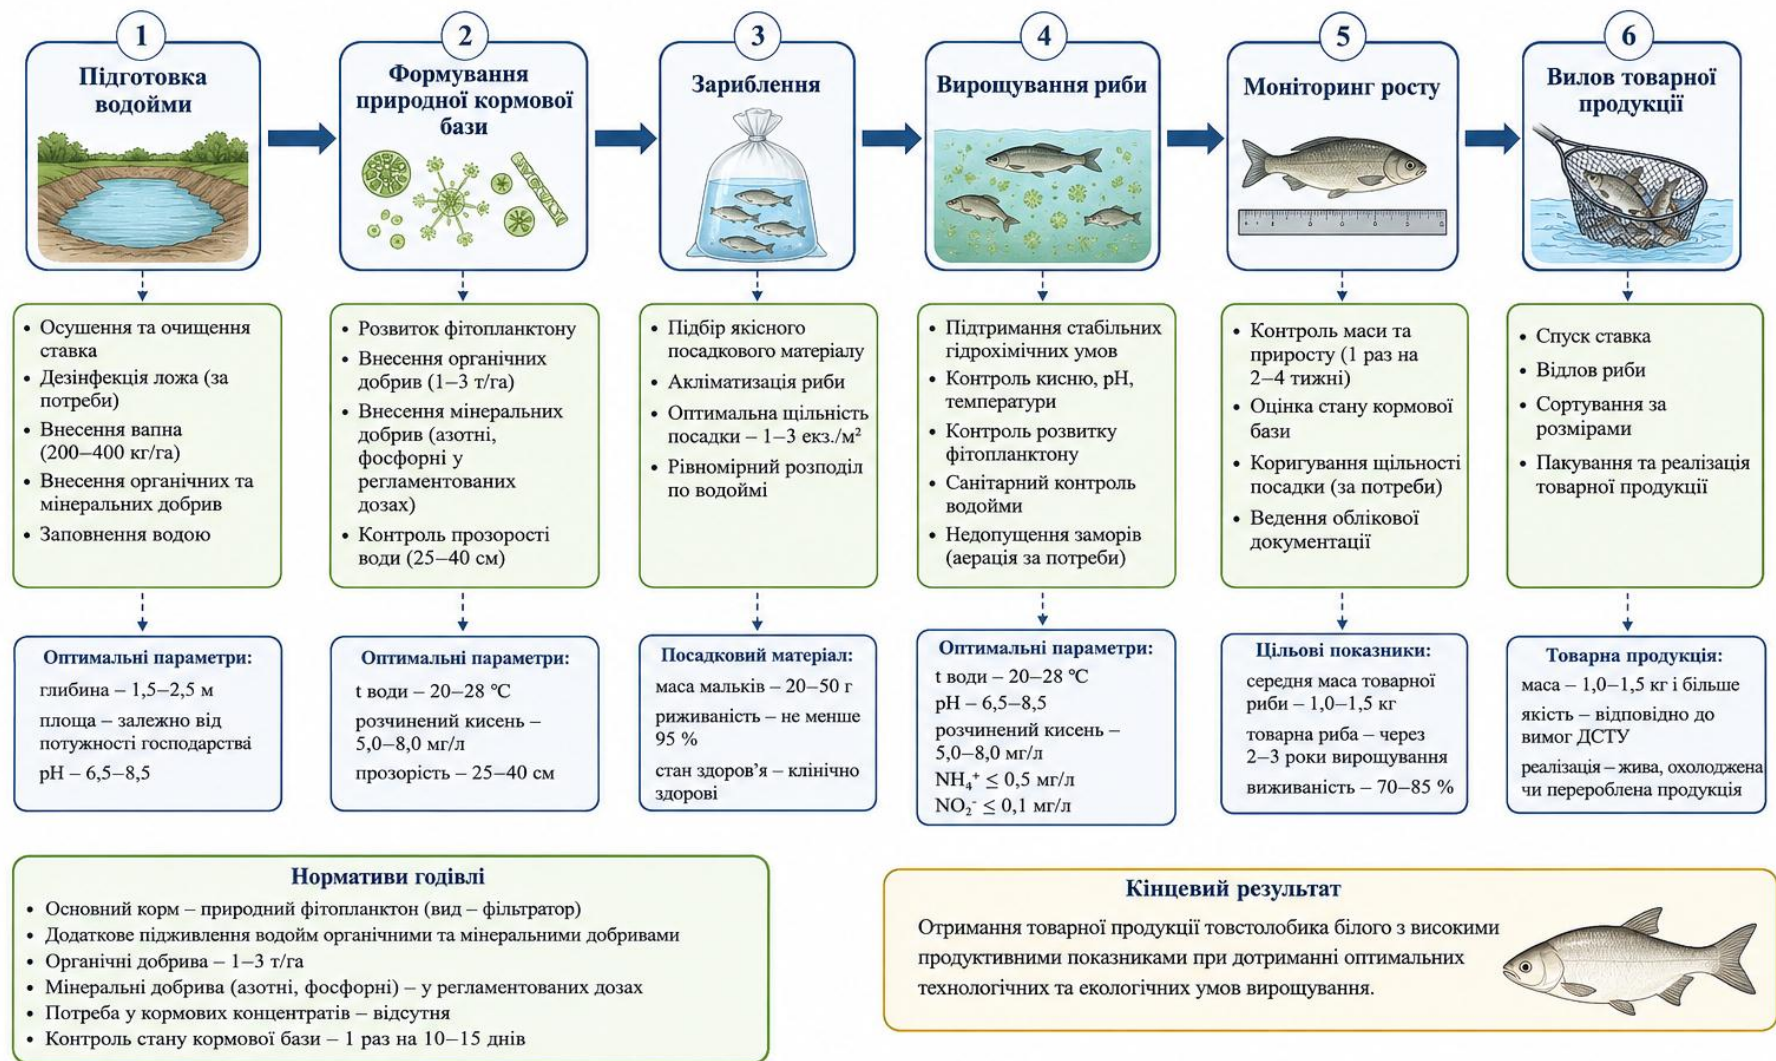 1
Підготовка
водойми
2
Формування
природної кормової
бази
3
Зариблення
4
Вирощування риби
5
Моніторинг росту
6
Вилов товарної
продукції
• Осушення та очищення
ставка
• Дезінфекція ложа (за
потреби)
• Внесення вапна
(200–400 кг/га)
• Внесення органічних та
мінеральних добрив
• Заповнення водою
• Розвиток фітопланктону
• Внесення органічних
добрив (1–3 т/га)
• Внесення мінеральних
добрив (азотні,
фосфорні у
регламентованих
дозах)
• Контроль прозорості
води (25–40 см)
• Підбір якісного
посадкового матеріалу
• Акліматизація риби
• Оптимальна щільність
посадки – 1–3 екз./м²
• Рівномірний розподіл
по водоймі
• Підтримання стабільних
гідрохімічних умов
• Контроль кисню, pH,
температури
• Контроль розвитку
фітопланктону
• Санітарний контроль
водойми
• Недопущення заморів
(аерація за потреби)
• Контроль маси та
приросту (1 раз на
2–4 тижні)
• Оцінка стану кормової
бази
• Коригування щільності
посадки (за потреби)
• Ведення облікової
документації
• Спуск ставка
• Відлов риби
• Сортування за
розмірами
• Пакування та реалізація
товарної продукції
Оптимальні параметри:
глибина – 1,5–2,5 м
площа – залежно від
потужності господарства
pH – 6,5–8,5
Оптимальні параметри:
t води – 20–28 °С
розчинений кисень –
5,0–8,0 мг/л
прозорість – 25–40 см
Посадковий матеріал:
маса мальків – 20–50 г
риживаність – не менше
95 %
стан здоров’я – клінічно
здорові
Оптимальні параметри:
t води – 20–28 °С
pH – 6,5–8,5
розчинений кисень –
5,0–8,0 мг/л
NH₄⁺ ≤ 0,5 мг/л
NO₂⁻ ≤ 0,1 мг/л
Цільові показники:
середня маса товарної
риби – 1,0–1,5 кг
товарна риба – через
2–3 роки вирощування
виживаність – 70–85 %
Товарна продукція:
маса – 1,0–1,5 кг і більше
якість – відповідно до
вимог ДСТУ
реалізація – жива, охолоджена
чи перероблена продукція
Нормативи годівлі
• Основний корм – природний фітопланктон (вид – фільтратор)
• Додаткове підживлення водойм органічними та мінеральними добривами
• Органічні добрива – 1–3 т/га
• Мінеральні добрива (азотні, фосфорні) – у регламентованих дозах
• Потреба у кормових концентратів – відсутня
• Контроль стану кормової бази – 1 раз на 10–15 днів
Кінцевий результат
Отримання товарної продукції товстолобика білого з високими
продуктивними показниками при дотриманні оптимальних
технологічних та екологічних умов вирощування.